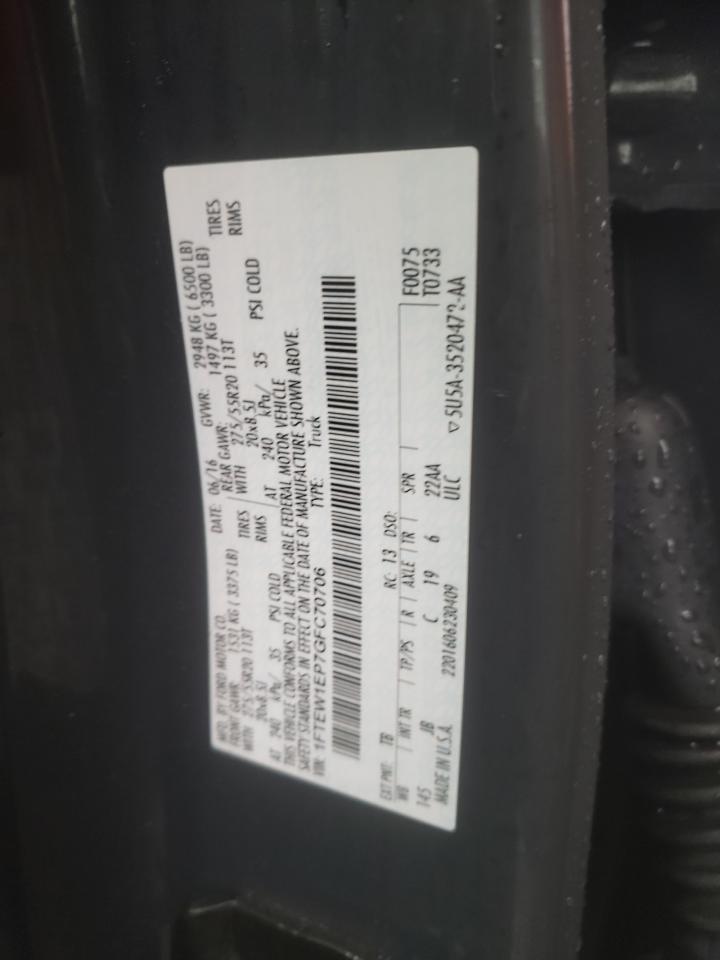 MFD. BY FORD MOTOR CO.
DATE: 06/16 GVWR: 2948 KG ( 6500 LB)
FRONT GAWR: 1531 KG ( 3375 LB)
REAR GAWR: 1497 KG ( 3300 LB)
WITH 275/55R20 113T TIRES
WITH 275/55R20 113T TIRES
20x8.5J RIMS
20x8.5J RIMS
AT 240 kPa/ 35 PSI COLD
AT 240 kPa/ 35 PSI COLD
THIS VEHICLE CONFORMS TO ALL APPLICABLE FEDERAL MOTOR VEHICLE
SAFETY STANDARDS IN EFFECT ON THE DATE OF MANUFACTURE SHOWN ABOVE.
VIN: 1FTEW1EP7GFC70706 TYPE: Truck
F0075
T0733
EXT PNT: TB RC: 13 DSO:
WB INT TR TP/PS R AXLE TR SPR
145 JB C 19 6 22AA
ULC
MADE IN U.S.A. 2201606230409
▽5U5A-3520472-AA